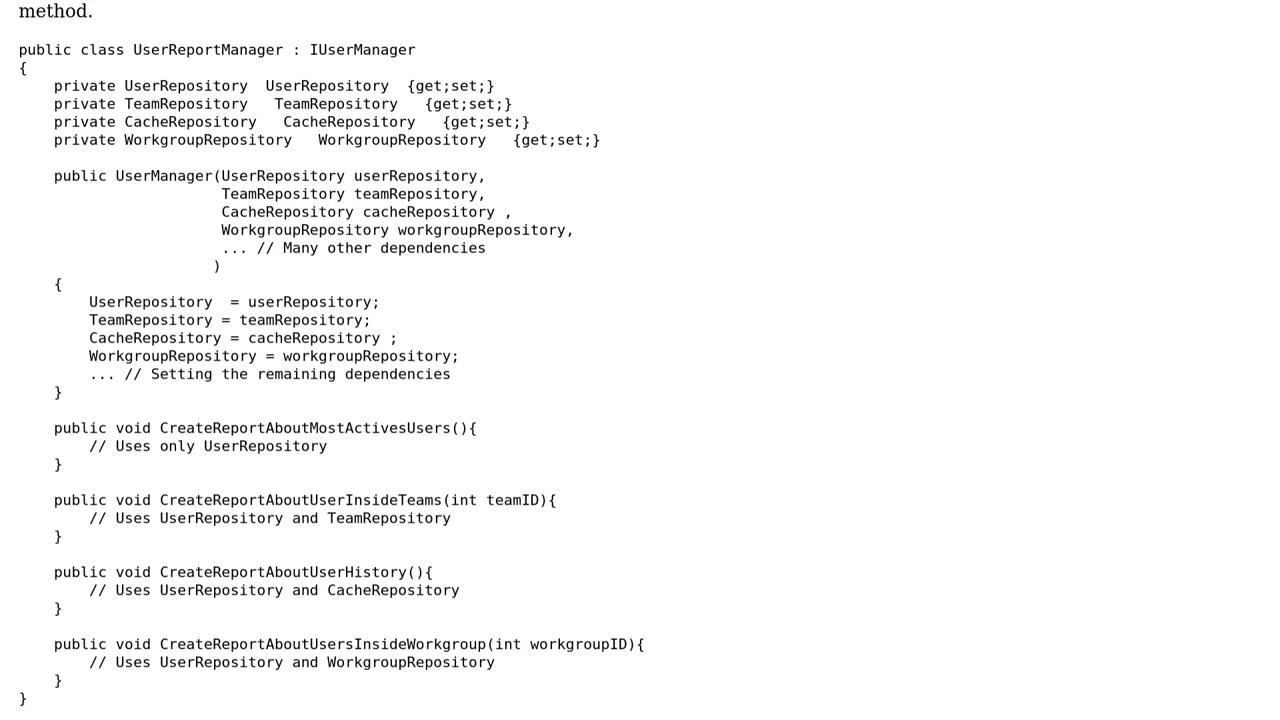 method.
public class UserReportManager : IUserManager
{
    private UserRepository  UserRepository  {get;set;}
    private TeamRepository   TeamRepository   {get;set;}
    private CacheRepository   CacheRepository   {get;set;}
    private WorkgroupRepository   WorkgroupRepository   {get;set;}

    public UserManager(UserRepository userRepository,
                       TeamRepository teamRepository,
                       CacheRepository cacheRepository ,
                       WorkgroupRepository workgroupRepository,
                       ... // Many other dependencies
                      )
    {
        UserRepository  = userRepository;
        TeamRepository = teamRepository;
        CacheRepository = cacheRepository ;
        WorkgroupRepository = workgroupRepository;
        ... // Setting the remaining dependencies
    }

    public void CreateReportAboutMostActivesUsers(){
        // Uses only UserRepository
    }

    public void CreateReportAboutUserInsideTeams(int teamID){
        // Uses UserRepository and TeamRepository
    }

    public void CreateReportAboutUserHistory(){
        // Uses UserRepository and CacheRepository
    }

    public void CreateReportAboutUsersInsideWorkgroup(int workgroupID){
        // Uses UserRepository and WorkgroupRepository
    }
}